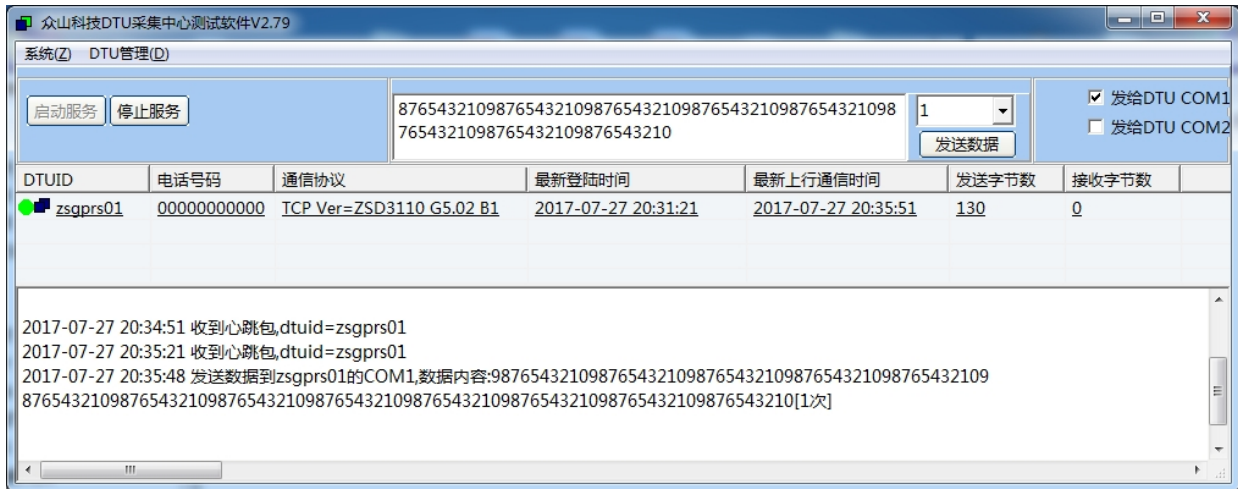 众山科技DTU采集中心测试软件V2.79
系统(Z) DTU管理(D)
启动服务 停止服务
876543210987654321098765432109876543210987654321098
7654321098765432109876543210
1
发送数据
发给DTU COM1
发给DTU COM2
DTUID 电话号码 通信协议 最新登陆时间 最新上行通信时间 发送字节数 接收字节数
zsgprs01 00000000000 TCP Ver=ZSD3110 G5.02 B1 2017-07-27 20:31:21 2017-07-27 20:35:51 130 0
2017-07-27 20:34:51 收到心跳包,dtuid=zsgprs01
2017-07-27 20:35:21 收到心跳包,dtuid=zsgprs01
2017-07-27 20:35:48 发送数据到zsgprs01的COM1,数据内容:987654321098765432109876543210987654321098765432109
8765432109876543210987654321098765432109876543210987654321098765432109876543210[1次]